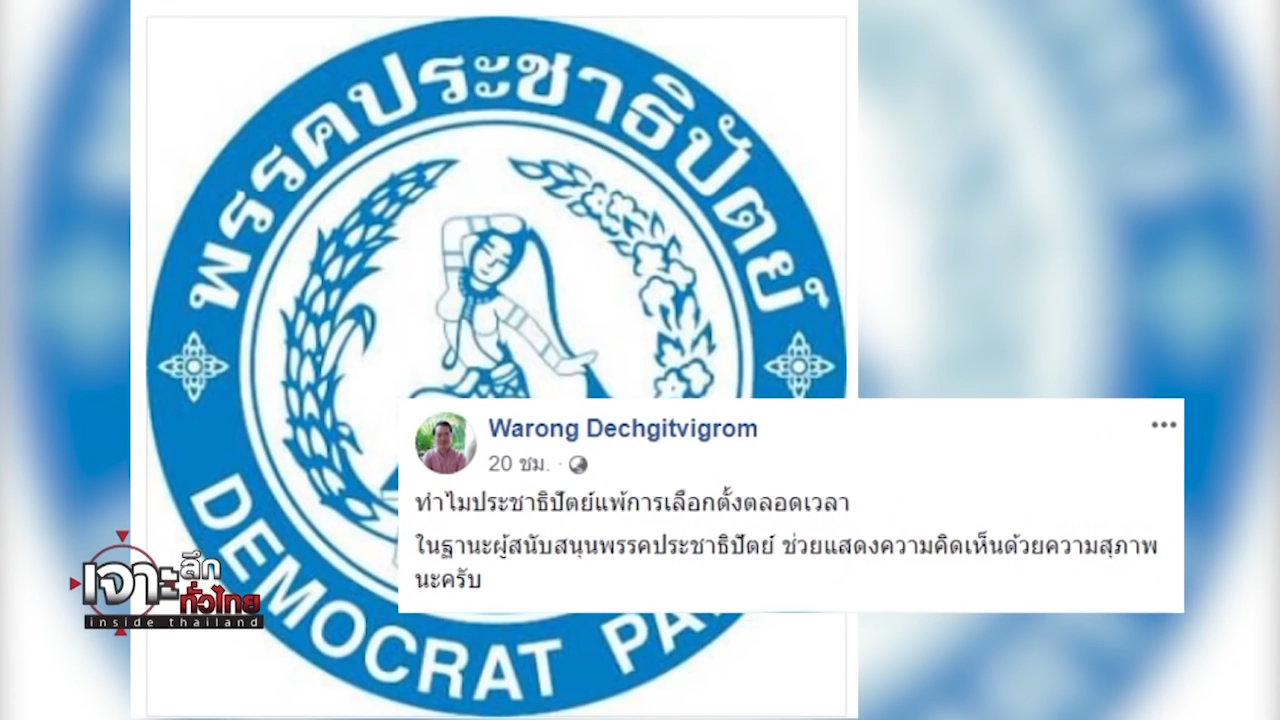 พรรคประชาธิปัตย์
Warong Dechgitvigrom
20 ชม. ·
ทำไมประชาธิปัตย์แพ้การเลือกตั้งตลอดเวลา
ในฐานะผู้สนับสนุนพรรคประชาธิปัตย์ ช่วยแสดงความคิดเห็นด้วยความสุภาพ
นะครับ
DEMOCRAT PA
เจาะลึก
ทั่วไทย
inside thailand